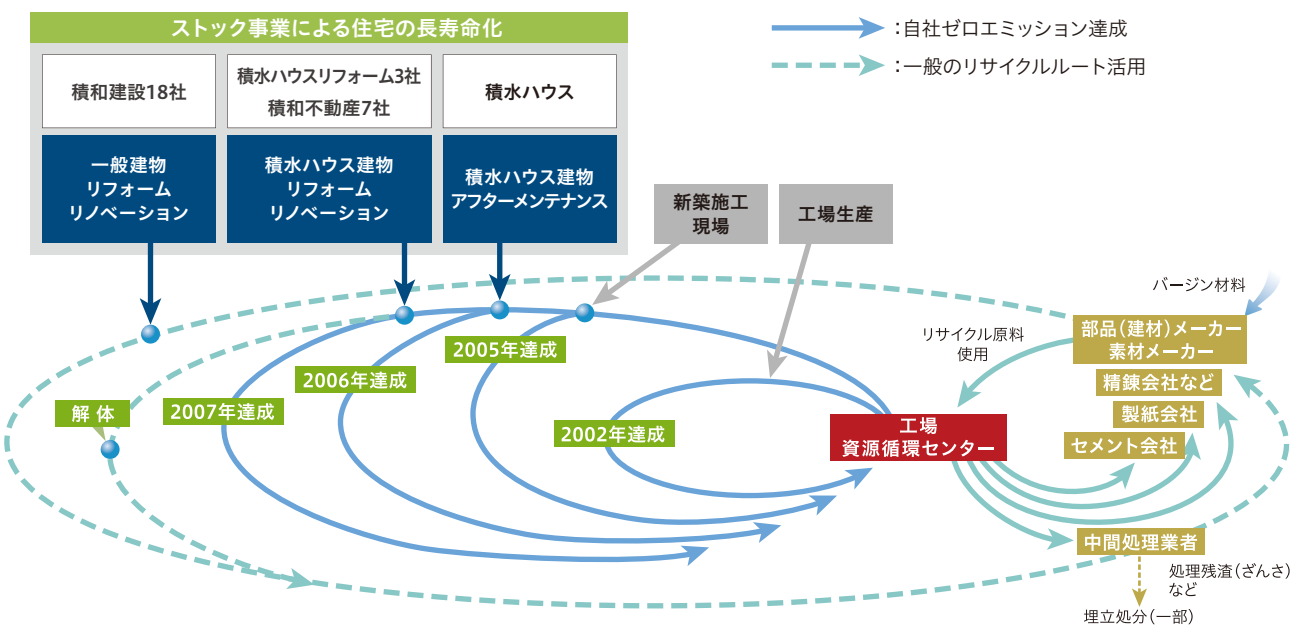 ストック事業による住宅の長寿命化
積和建設18社
積水ハウスリフォーム3社
積和不動産7社
積水ハウス
一般建物
リフォーム
リノベーション
積水ハウス建物
リフォーム
リノベーション
積水ハウス建物
アフターメンテナンス
：自社ゼロエミッション達成
：一般のリサイクルルート活用
新築施工
現場
工場生産
バージン材料
部品（建材）メーカー
素材メーカー
リサイクル原料
使用
精錬会社など
製紙会社
セメント会社
2005年達成
2006年達成
2007年達成
解体
2002年達成
工場
資源循環センター
中間処理業者
処理残渣（ざんさ）
など
埋立処分（一部）